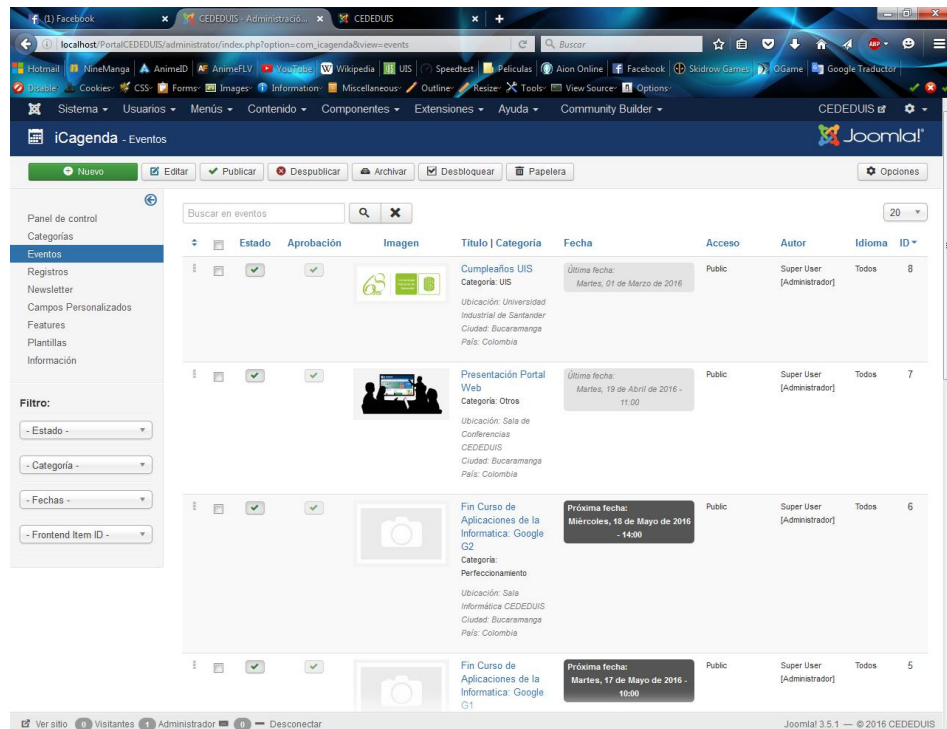 (1) Facebook
CEDEDUIS - Administració...
CEDEDUIS
localhost/PortalCEDEDUIS/administrator/index.php?option=com_icagenda&view=events
Buscar
ABP
Hotmail
NineManga
AnimeID
AnimeFLV
YouTube
Wikipedia
UIS
Speedtest
Peliculas
Aion Online
Facebook
Skidrow Games
OGame
Google Traductor
Disable
Cookies
CSS
Forms
Images
Information
Miscellaneous
Outline
Resize
Tools
View Source
Options
Sistema
Usuarios
Menús
Contenido
Componentes
Extensiones
Ayuda
Community Builder
CEDEDUIS
iCagenda - Eventos
Joomla!
Nuevo
Editar
Publicar
Despublicar
Archivar
Desbloquear
Papelera
Opciones
Panel de control
Categorías
Eventos
Registros
Newsletter
Campos Personalizados
Features
Plantillas
Información
Filtro:
- Estado -
- Categoría -
- Fechas -
- Frontend Item ID -
Buscar en eventos
20
Estado
Aprobación
Imagen
Título | Categoría
Fecha
Acceso
Autor
Idioma
ID
Cumpleaños UIS
Categoría: UIS
Ubicación: Universidad
Industrial de Santander
Ciudad: Bucaramanga
País: Colombia
Última fecha:
Martes, 01 de Marzo de 2016
Public
Super User
[Administrador]
Todos
8
Presentación Portal
Web
Categoría: Otros
Ubicación: Sala de
Conferencias
CEDEDUIS
Ciudad: Bucaramanga
País: Colombia
Última fecha:
Martes, 19 de Abril de 2016 -
11:00
Public
Super User
[Administrador]
Todos
7
Fin Curso de
Aplicaciones de la
Informatica: Google
G2
Categoría:
Perfeccionamiento
Ubicación: Sala
Informática CEDEDUIS
Ciudad: Bucaramanga
País: Colombia
Próxima fecha:
Miércoles, 18 de Mayo de 2016
- 14:00
Public
Super User
[Administrador]
Todos
6
Fin Curso de
Aplicaciones de la
Informatica: Google
G1
Próxima fecha:
Martes, 17 de Mayo de 2016 -
10:00
Public
Super User
[Administrador]
Todos
5
Ver sitio
0 Visitantes
1 Administrador
0
Desconectar
Joomla! 3.5.1 — © 2016 CEDEDUIS